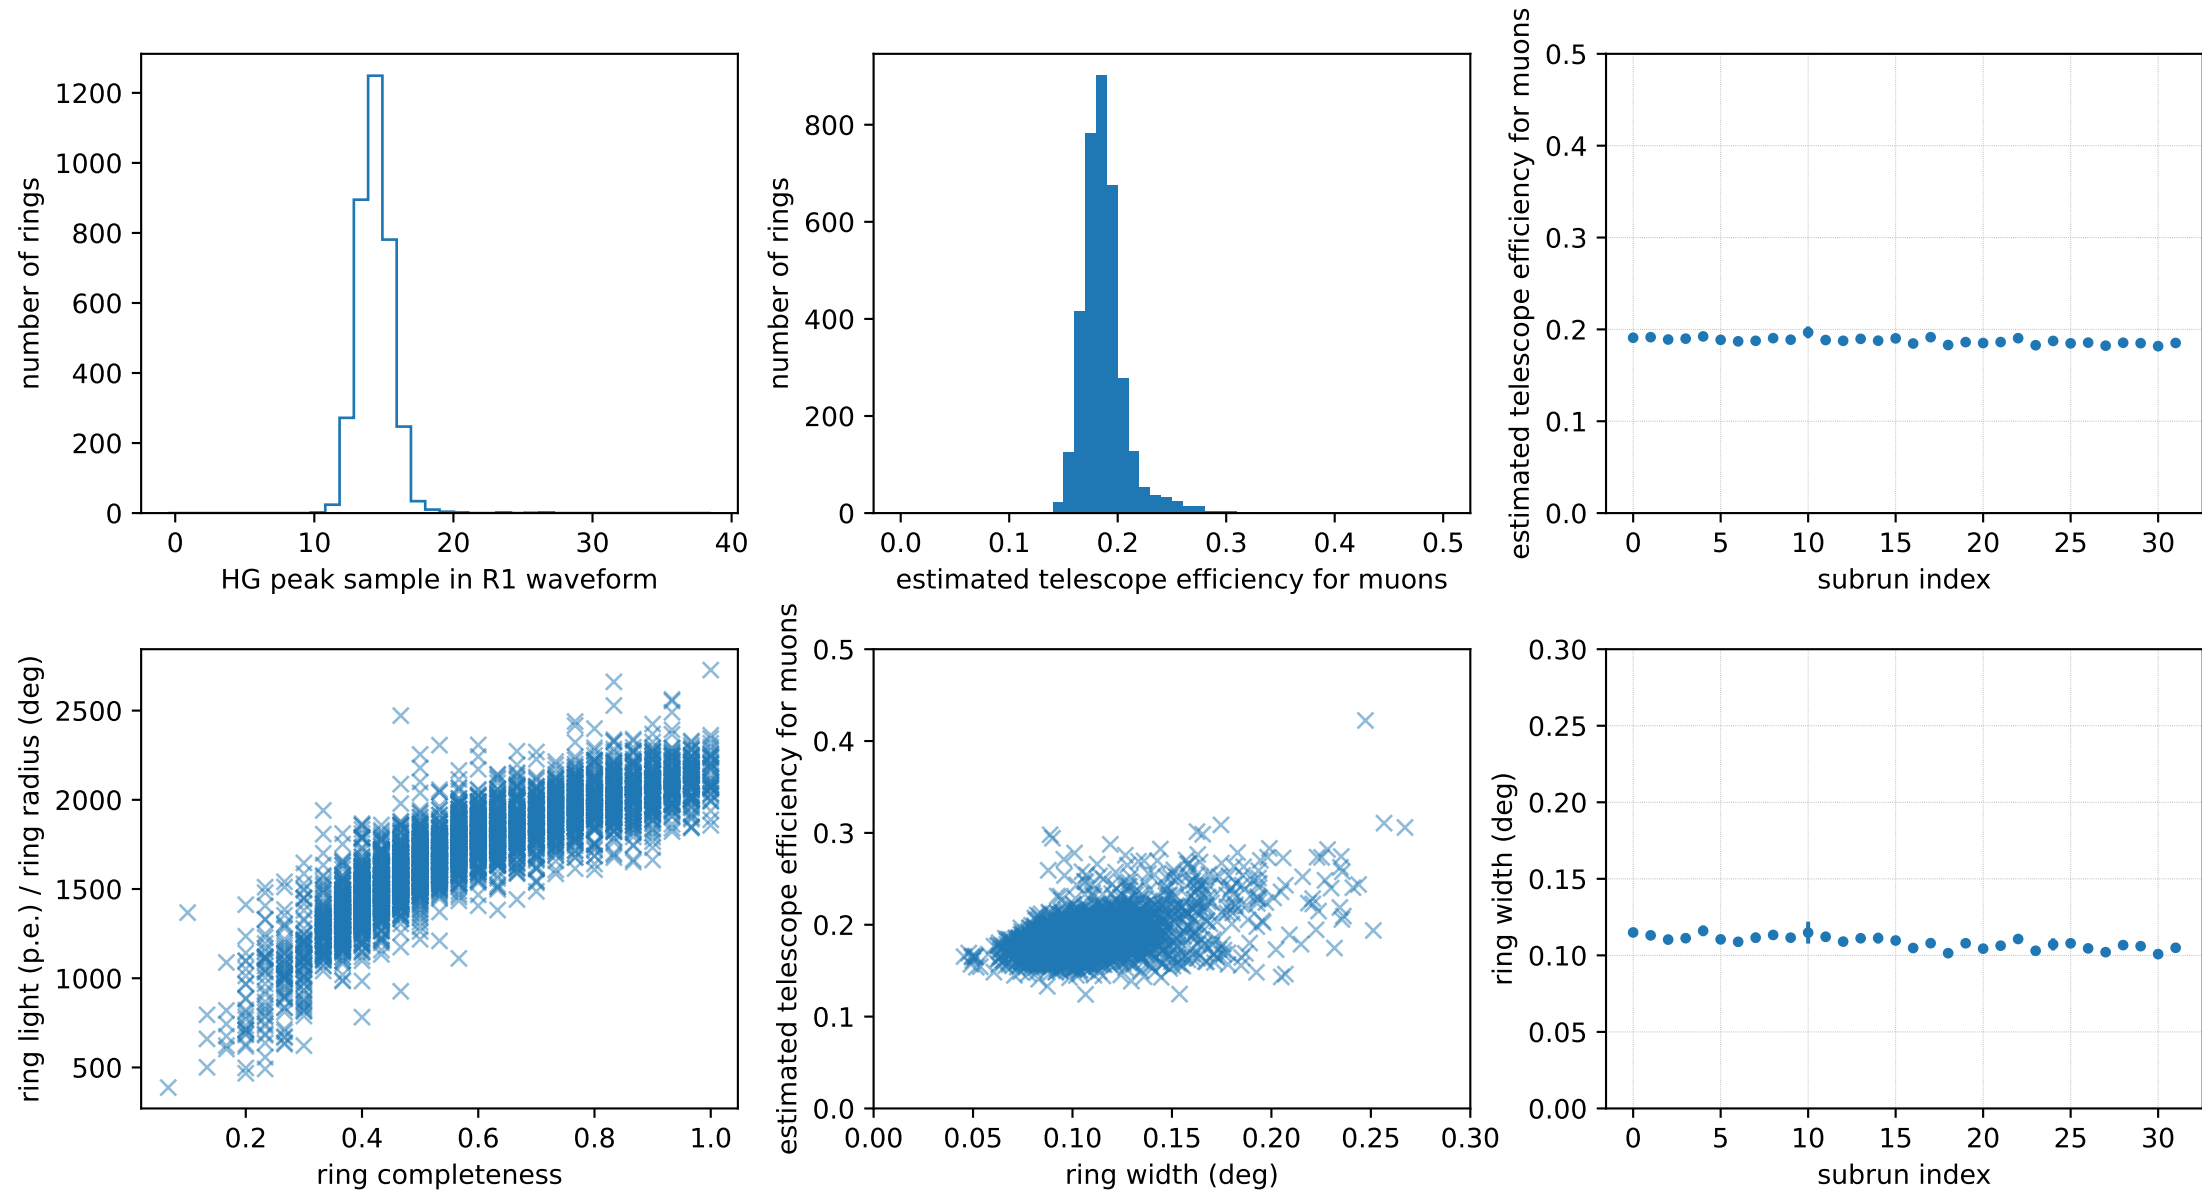 1200
1000
800
600
400
200
0
number of rings
0 10 20 30 40
HG peak sample in R1 waveform
800
600
400
200
0
number of rings
0.0 0.1 0.2 0.3 0.4 0.5
estimated telescope efficiency for muons
0.5
0.4
0.3
0.2
0.1
0.0
estimated telescope efficiency for muons
0 5 10 15 20 25 30
subrun index
2500
2000
1500
1000
500
ring light (p.e.) / ring radius (deg)
0.2 0.4 0.6 0.8 1.0
ring completeness
0.5
0.4
0.3
0.2
0.1
0.0
estimated telescope efficiency for muons
0.00 0.05 0.10 0.15 0.20 0.25 0.30
ring width (deg)
0.30
0.25
0.20
0.15
0.10
0.05
0.00
ring width (deg)
0 5 10 15 20 25 30
subrun index